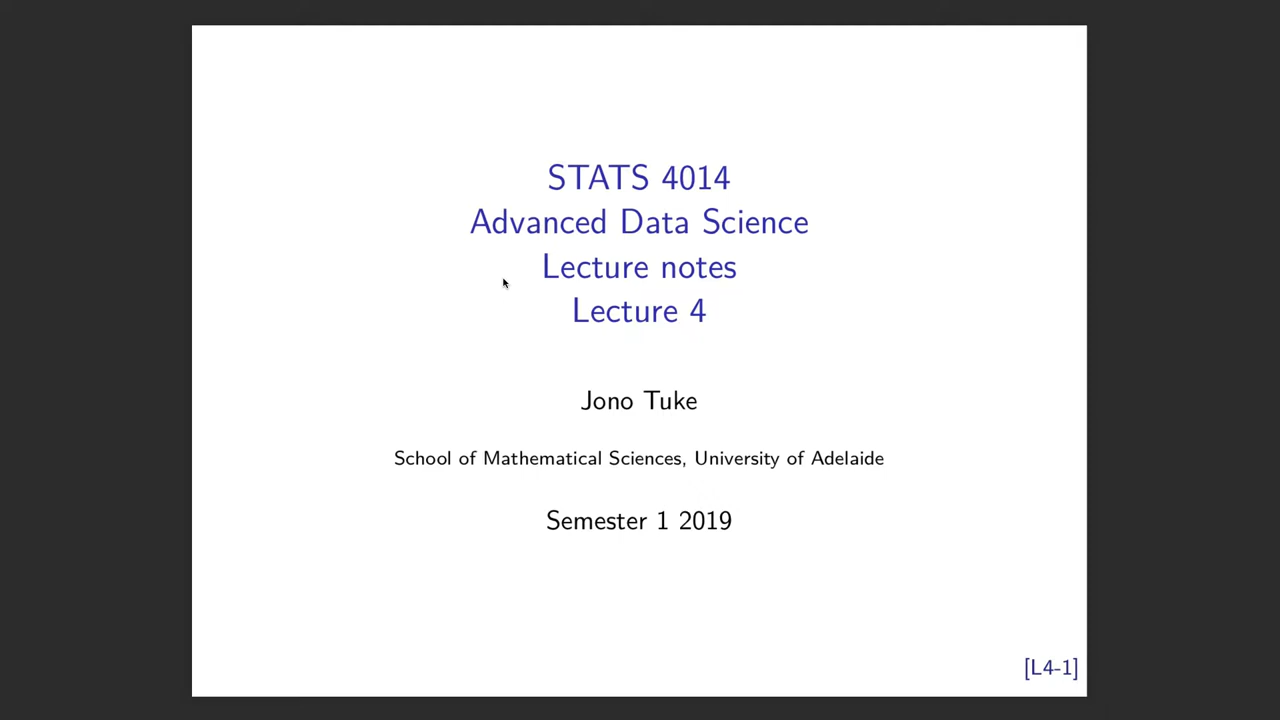 STATS 4014
Advanced Data Science
Lecture notes
Lecture 4
Jono Tuke
School of Mathematical Sciences, University of Adelaide
Semester 1 2019
[L4-1]